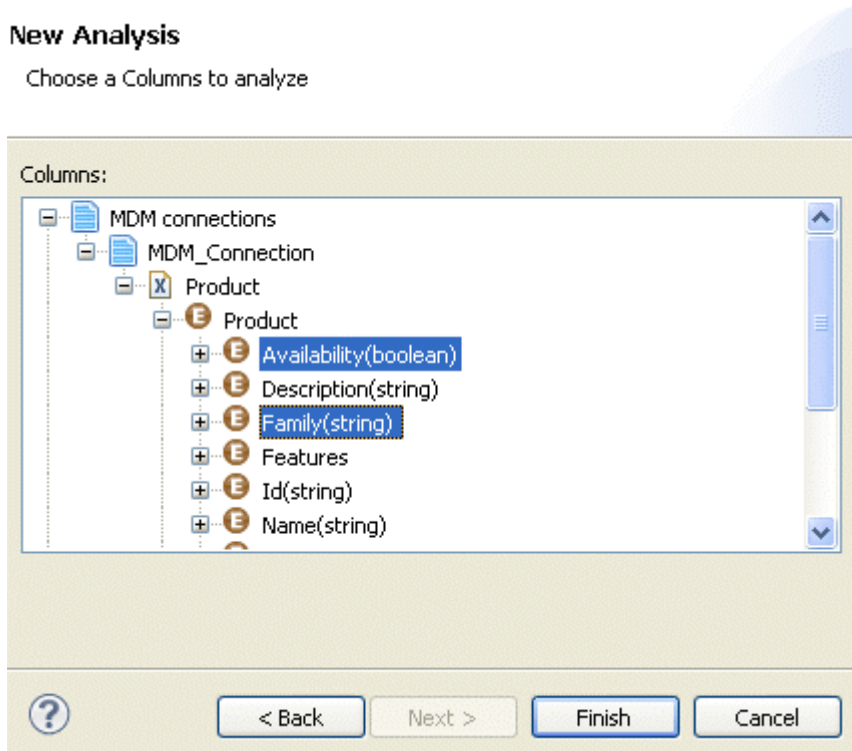 New Analysis
Choose a Columns to analyze
Columns:
MDM connections
MDM_Connection
X Product
E Product
E Availability(boolean)
E Description(string)
E Family(string)
E Features
E Id(string)
E Name(string)
? < Back Next > Finish Cancel